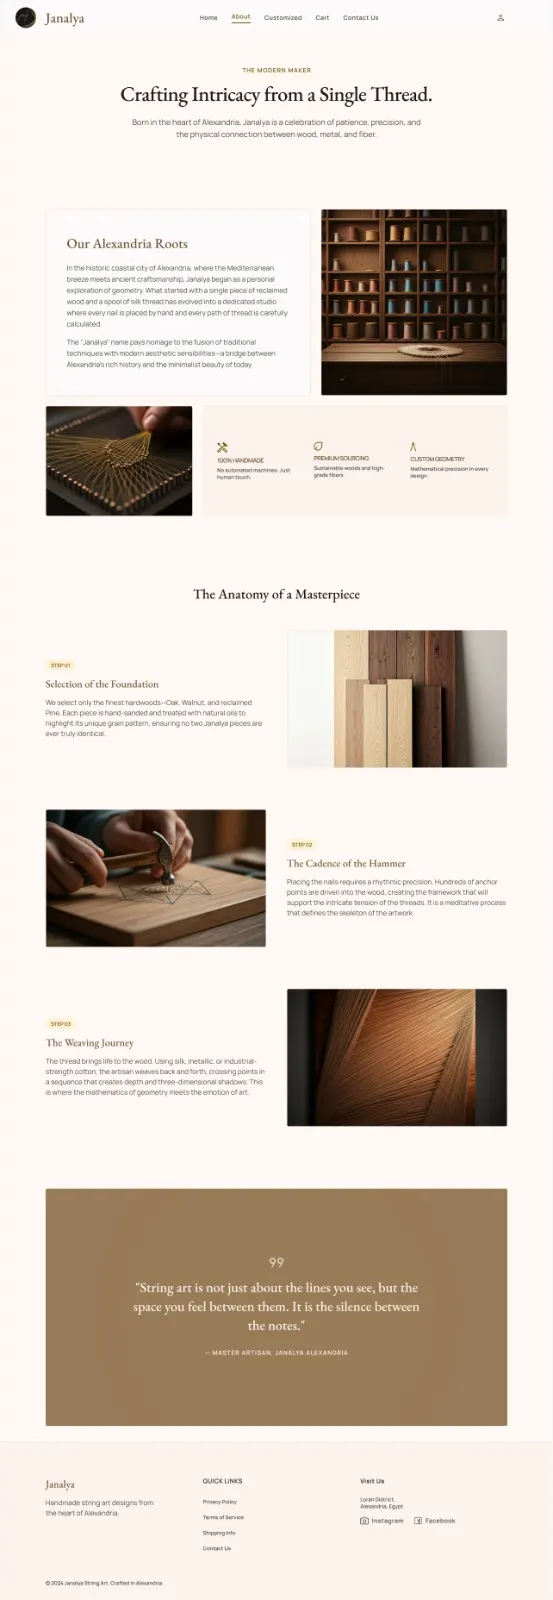 Janalya
Home About Customized Cart Contact Us
THE MODERN MAKER
Crafting Intricacy from a Single Thread.
Born in the heart of Alexandria, Janalya is a celebration of patience, precision, and
the physical connection between wood, metal, and fiber.
Our Alexandria Roots
In the historic coastal city of Alexandria, where the Mediterranean
breeze meets ancient craftsmanship, Janalya began as a personal
exploration of geometry. What started with a single piece of reclaimed
wood and a spool of silk thread has evolved into a dedicated studio
where every nail is placed by hand and every path of thread is carefully
calculated.
The "Janalya" name pays homage to the fusion of traditional
techniques with modern aesthetic sensibilities—a bridge between
Alexandria's rich history and the minimalist beauty of today.
100% HANDMADE
No automated machines. Just
human touch.
PREMIUM SOURCING
Sustainable woods and high-
grade fibers.
CUSTOM GEOMETRY
Mathematical precision in every
design.
The Anatomy of a Masterpiece
STEP 01
Selection of the Foundation
We select only the finest hardwoods—Oak, Walnut, and reclaimed
Pine. Each piece is hand-sanded and treated with natural oils to
highlight its unique grain pattern, ensuring no two Janalya pieces are
ever truly identical.
STEP 02
The Cadence of the Hammer
Placing the nails requires a rhythmic precision. Hundreds of anchor
points are driven into the wood, creating the framework that will
support the intricate tension of the threads. It is a meditative process
that defines the skeleton of the artwork.
STEP 03
The Weaving Journey
The thread brings life to the wood. Using silk, metallic, or industrial-
strength cotton, the artisan weaves back and forth, crossing points in
a sequence that creates depth and three-dimensional shadows. This
is where the mathematics of geometry meets the emotion of art.
"String art is not just about the lines you see, but the
space you feel between them. It is the silence between
the notes."
— MASTER ARTISAN, JANALYA ALEXANDRIA
Janalya
Handmade string art designs from
the heart of Alexandria.
QUICK LINKS
Privacy Policy
Terms of Service
Shipping Info
Contact Us
Visit Us
Loran District,
Alexandria, Egypt
Instagram Facebook
© 2024 Janalya String Art. Crafted in Alexandria.